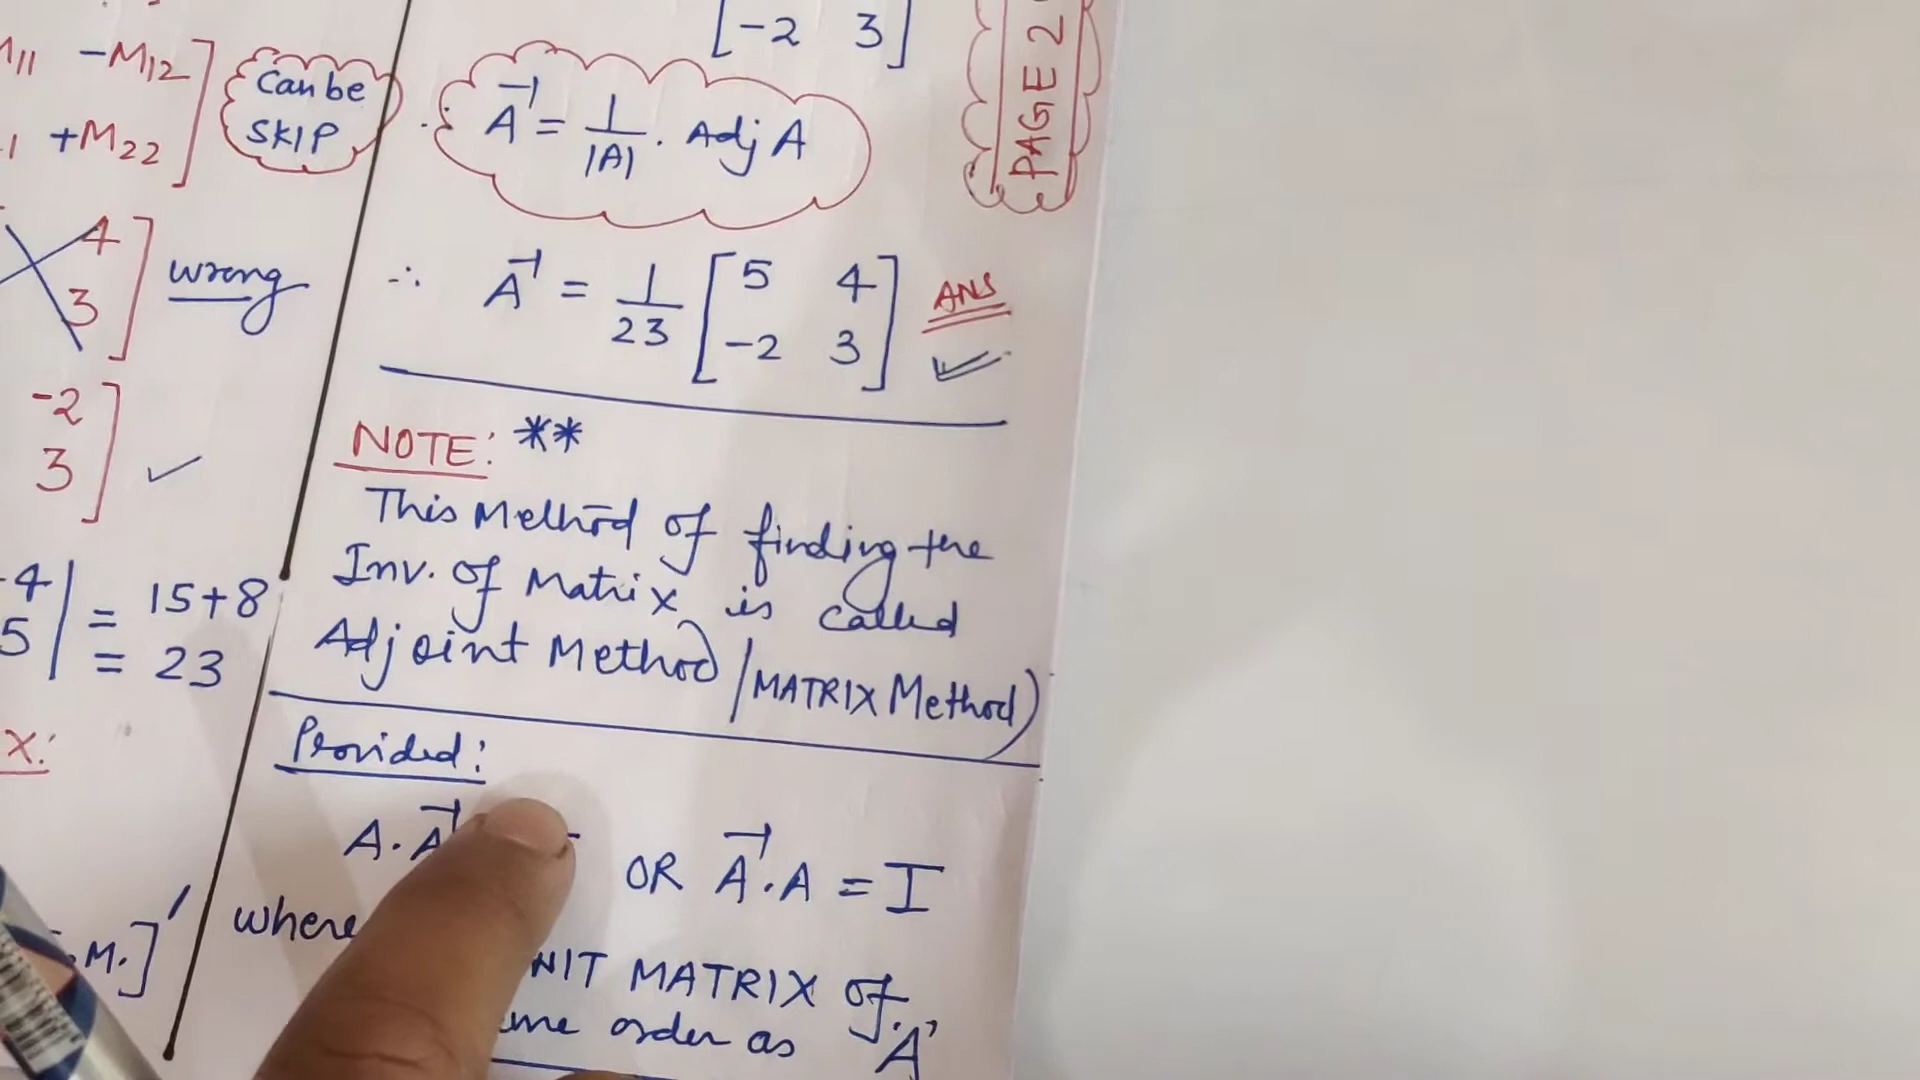 M11 -M12]
+M22]
Can be
SKIP
4
3] wrong
-2
3] ✓
-4
5| = 15+8
= 23
X:
M.]'
[-2 3]
∴ A⁻¹ = 1/|A| . Adj A
∴ A⁻¹ = 1/23 [5 4
-2 3] ANS ✓
NOTE: **
This Method of finding the
Inv. of Matrix is called
Adjoint Method /MATRIX Method)
Provided:
A.A⁻¹ OR A⁻¹.A = I
where
NIT MATRIX of
order as 'A'
PAGE 2